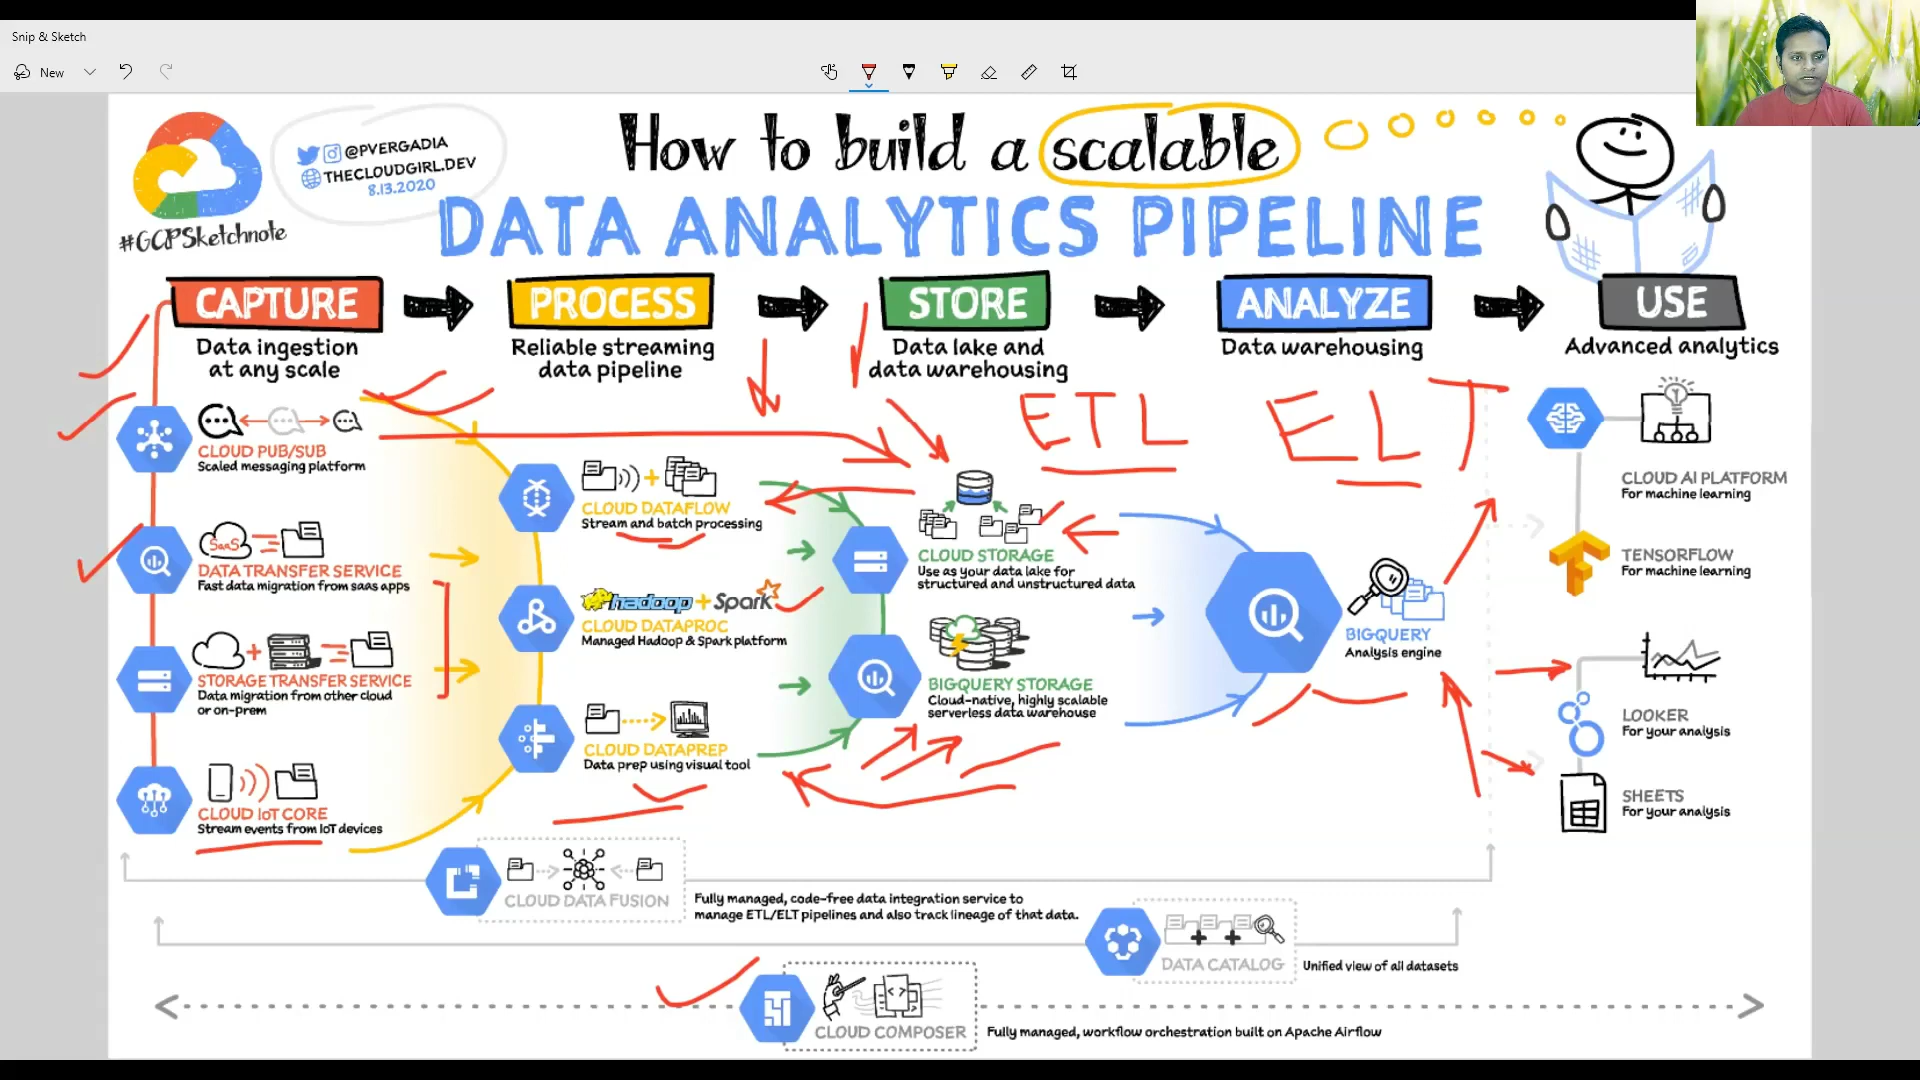 Snip & Sketch
New
@PVERGADIA
THECLOUDGIRL.DEV
8.13.2020
#GCPSketchnote
How to build a scalable
DATA ANALYTICS PIPELINE
CAPTURE
Data ingestion
at any scale
PROCESS
Reliable streaming
data pipeline
STORE
Data lake and
data warehousing
ANALYZE
Data warehousing
USE
Advanced analytics
ETL
ELT
CLOUD PUB/SUB
Scaled messaging platform
SaaS
DATA TRANSFER SERVICE
Fast data migration from saas apps
STORAGE TRANSFER SERVICE
Data migration from other cloud
or on-prem
CLOUD IoT CORE
Stream events from IoT devices
CLOUD DATAFLOW
Stream and batch processing
hadoop + Spark
CLOUD DATAPROC
Managed Hadoop & Spark platform
CLOUD DATAPREP
Data prep using visual tool
CLOUD STORAGE
Use as your data lake for
structured and unstructured data
BIGQUERY STORAGE
Cloud-native, highly scalable
serverless data warehouse
BIGQUERY
Analysis engine
CLOUD AI PLATFORM
For machine learning
TENSORFLOW
For machine learning
LOOKER
For your analysis
SHEETS
For your analysis
CLOUD DATA FUSION
Fully managed, code-free data integration service to
manage ETL/ELT pipelines and also track lineage of that data.
DATA CATALOG
Unified view of all datasets
CLOUD COMPOSER
Fully managed, workflow orchestration built on Apache Airflow